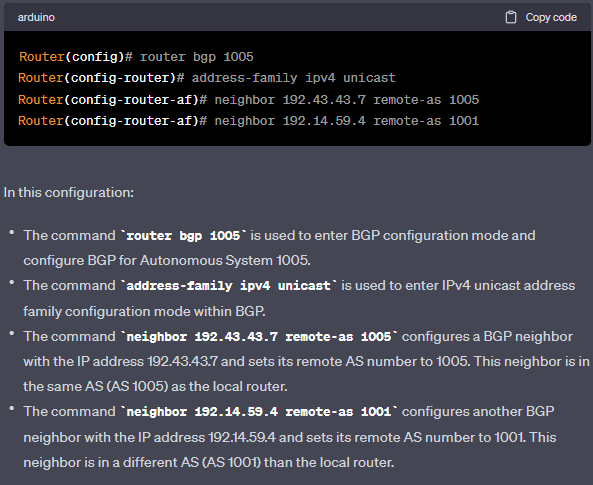 arduino
Copy code
Router(config)# router bgp 1005
Router(config-router)# address-family ipv4 unicast
Router(config-router-af)# neighbor 192.43.43.7 remote-as 1005
Router(config-router-af)# neighbor 192.14.59.4 remote-as 1001
In this configuration:
• The command `router bgp 1005` is used to enter BGP configuration mode and
configure BGP for Autonomous System 1005.
• The command `address-family ipv4 unicast` is used to enter IPv4 unicast address
family configuration mode within BGP.
• The command `neighbor 192.43.43.7 remote-as 1005` configures a BGP neighbor
with the IP address 192.43.43.7 and sets its remote AS number to 1005. This neighbor is in
the same AS (AS 1005) as the local router.
• The command `neighbor 192.14.59.4 remote-as 1001` configures another BGP
neighbor with the IP address 192.14.59.4 and sets its remote AS number to 1001. This
neighbor is in a different AS (AS 1001) than the local router.